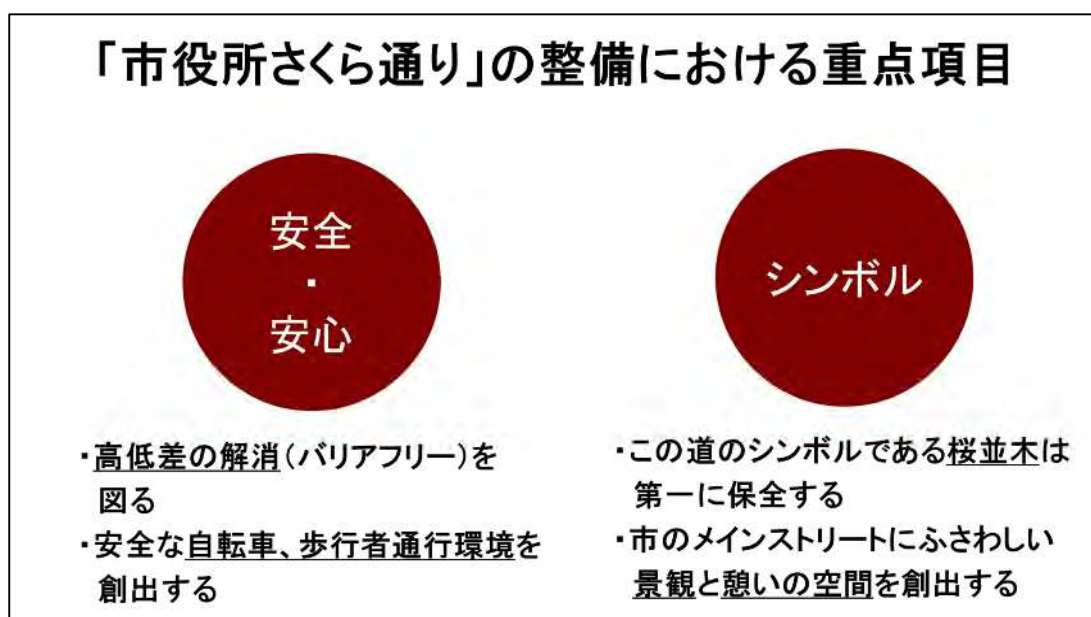 「市役所さくら通り」の整備における重点項目
安全
・
安心
・高低差の解消(バリアフリー)を
図る
・安全な自転車、歩行者通行環境を
創出する
シンボル
・この道のシンボルである桜並木は
第一に保全する
・市のメインストリートにふさわしい
景観と憩いの空間を創出する